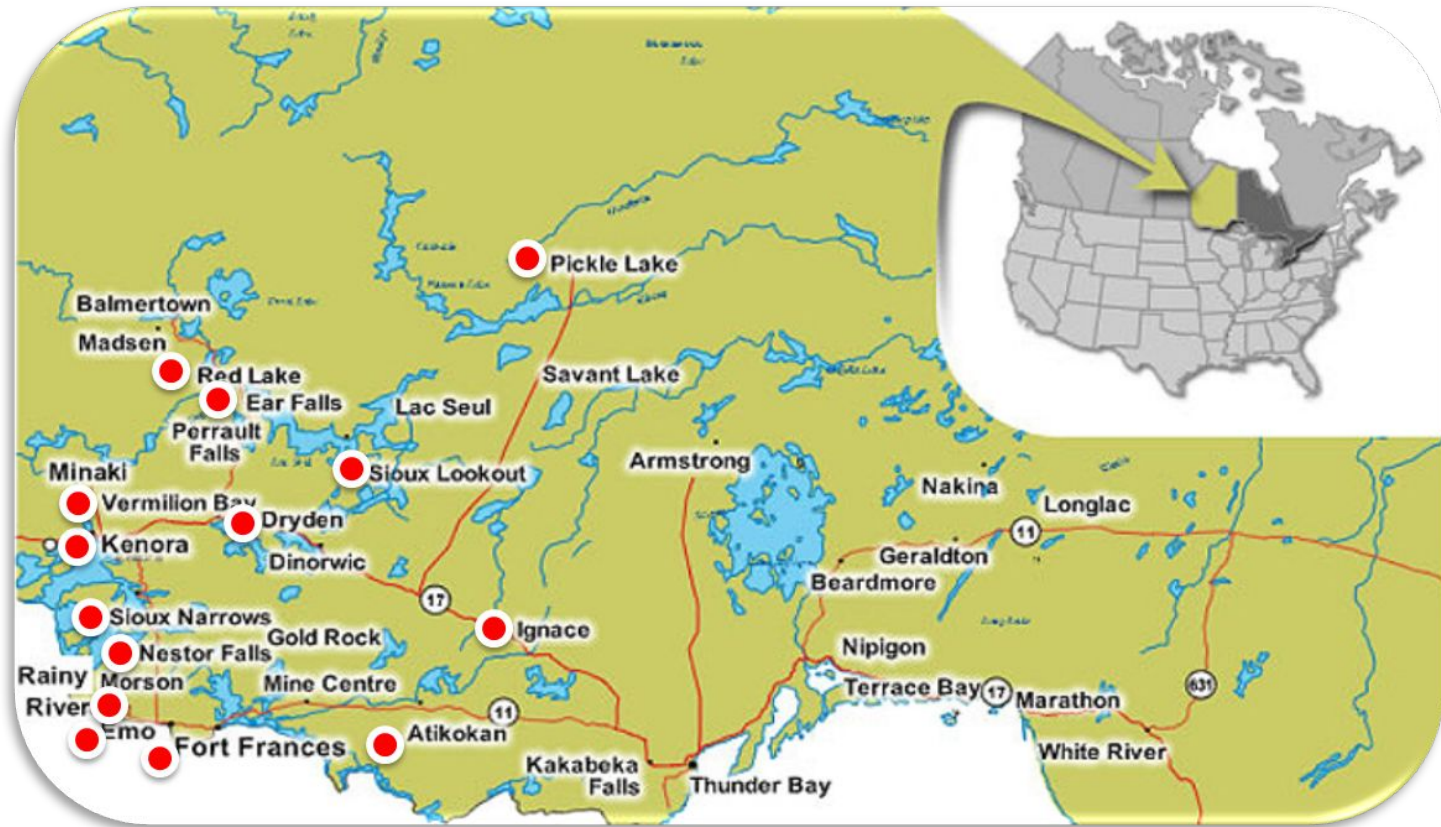 Pickle Lake
Balmertown
Madsen
Red Lake
Savant Lake
Ear Falls
Lac Seul
Perrault
Falls
Armstrong
Minaki
Sioux Lookout
Nakina
Vermilion Bay
Longlac
Dryden
11
Kenora
Geraldton
Dinorwic
Beardmore
17
Sioux Narrows
Ignace
Gold Rock
Nipigon
Nestor Falls
Rainy
River
Morson
Mine Centre
Terrace Bay
17
Marathon
631
11
Emo
Fort Frances
Atikokan
White River
Kakabeka
Falls
Thunder Bay